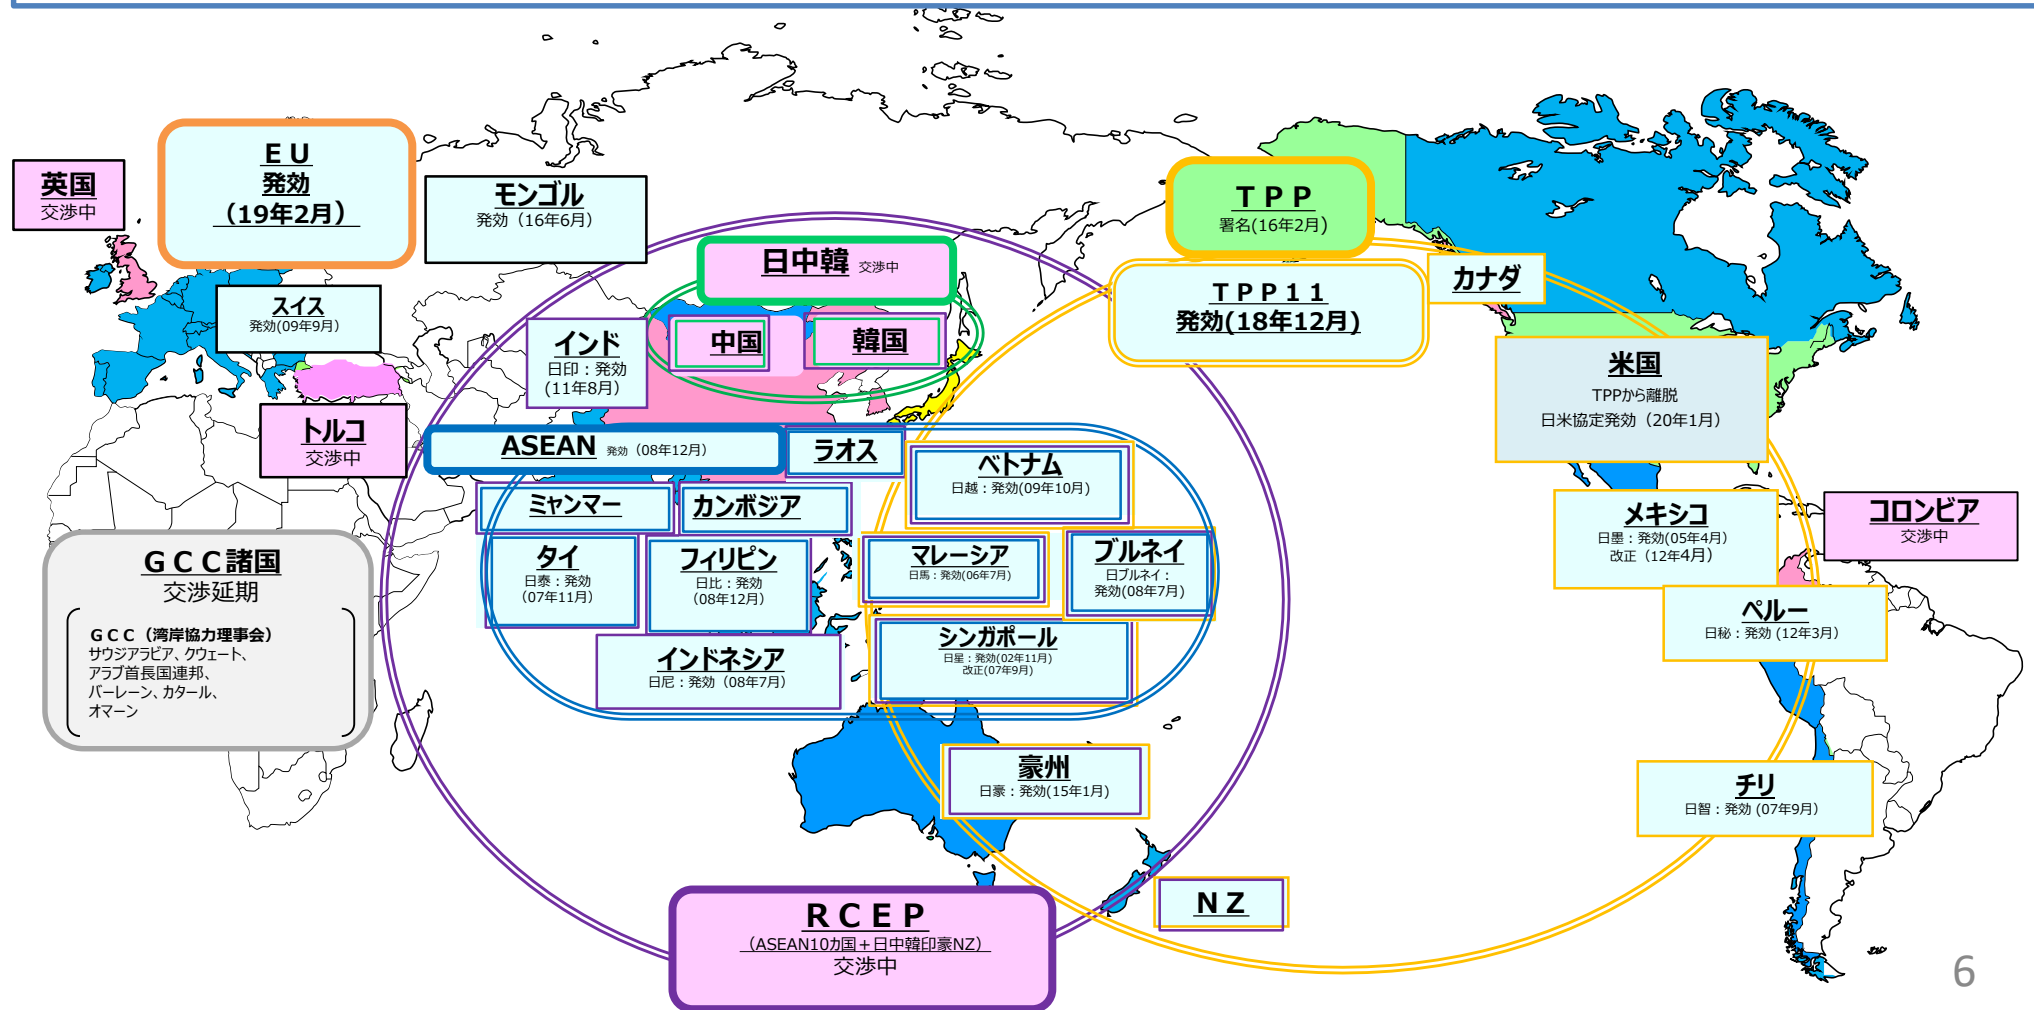 英国
交渉中
ＥＵ
発効
（19年2月）
モンゴル
発効（16年6月）
スイス
発効(09年9月）
トルコ
交渉中
ＧＣＣ諸国
交渉延期
ＧＣＣ（湾岸協力理事会）
サウジアラビア、クウェート、
アラブ首長国連邦、
バーレーン、カタール、
オマーン
日中韓 交渉中
中国
韓国
インド
日印：発効
(11年8月）
ASEAN 発効（08年12月）
ラオス
ミャンマー
カンボジア
タイ
日泰：発効
（07年11月）
フィリピン
日比：発効
（08年12月）
インドネシア
日尼：発効（08年7月）
ベトナム
日越：発効(09年10月）
マレーシア
日馬：発効(06年7月）
ブルネイ
日ブルネイ：
発効(08年7月）
シンガポール
日星：発効(02年11月）
改正(07年9月）
豪州
日豪：発効(15年1月)
ＮＺ
ＲＣＥＰ
（ASEAN10カ国＋日中韓印豪NZ）
交渉中
ＴＰＰ
署名(16年2月）
ＴＰＰ１１
発効(18年12月)
カナダ
米国
TPPから離脱
日米協定発効（20年1月）
メキシコ
日墨：発効(05年4月）
改正（12年4月）
コロンビア
交渉中
ペルー
日秘：発効 (12年3月）
チリ
日智：発効 (07年9月）
6